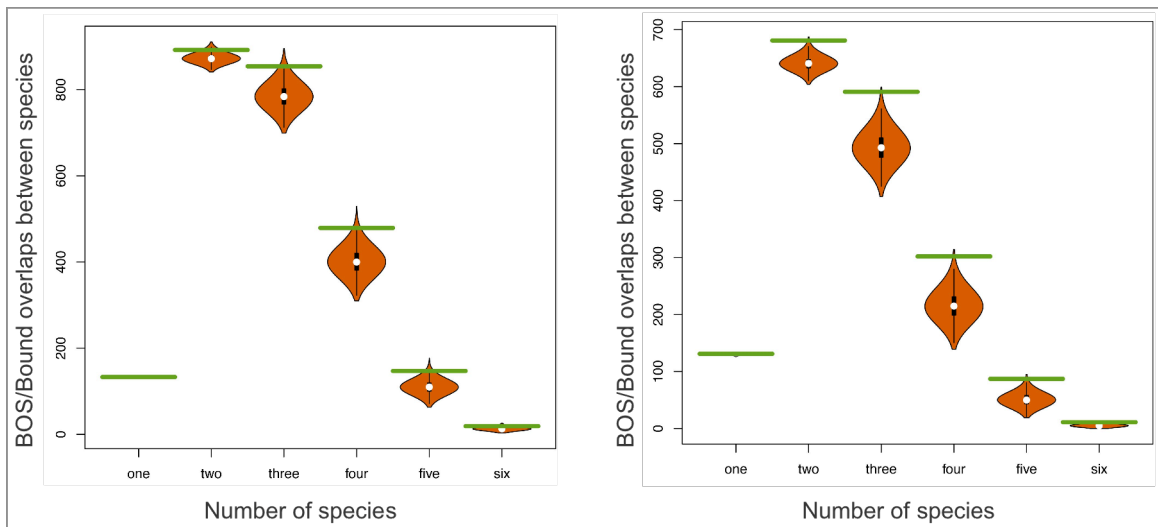 BOS/Bound overlaps between species
800
600
400
200
0
one two three four five six
Number of species
BOS/Bound overlaps between species
700
600
500
400
300
200
100
0
one two three four five six
Number of species